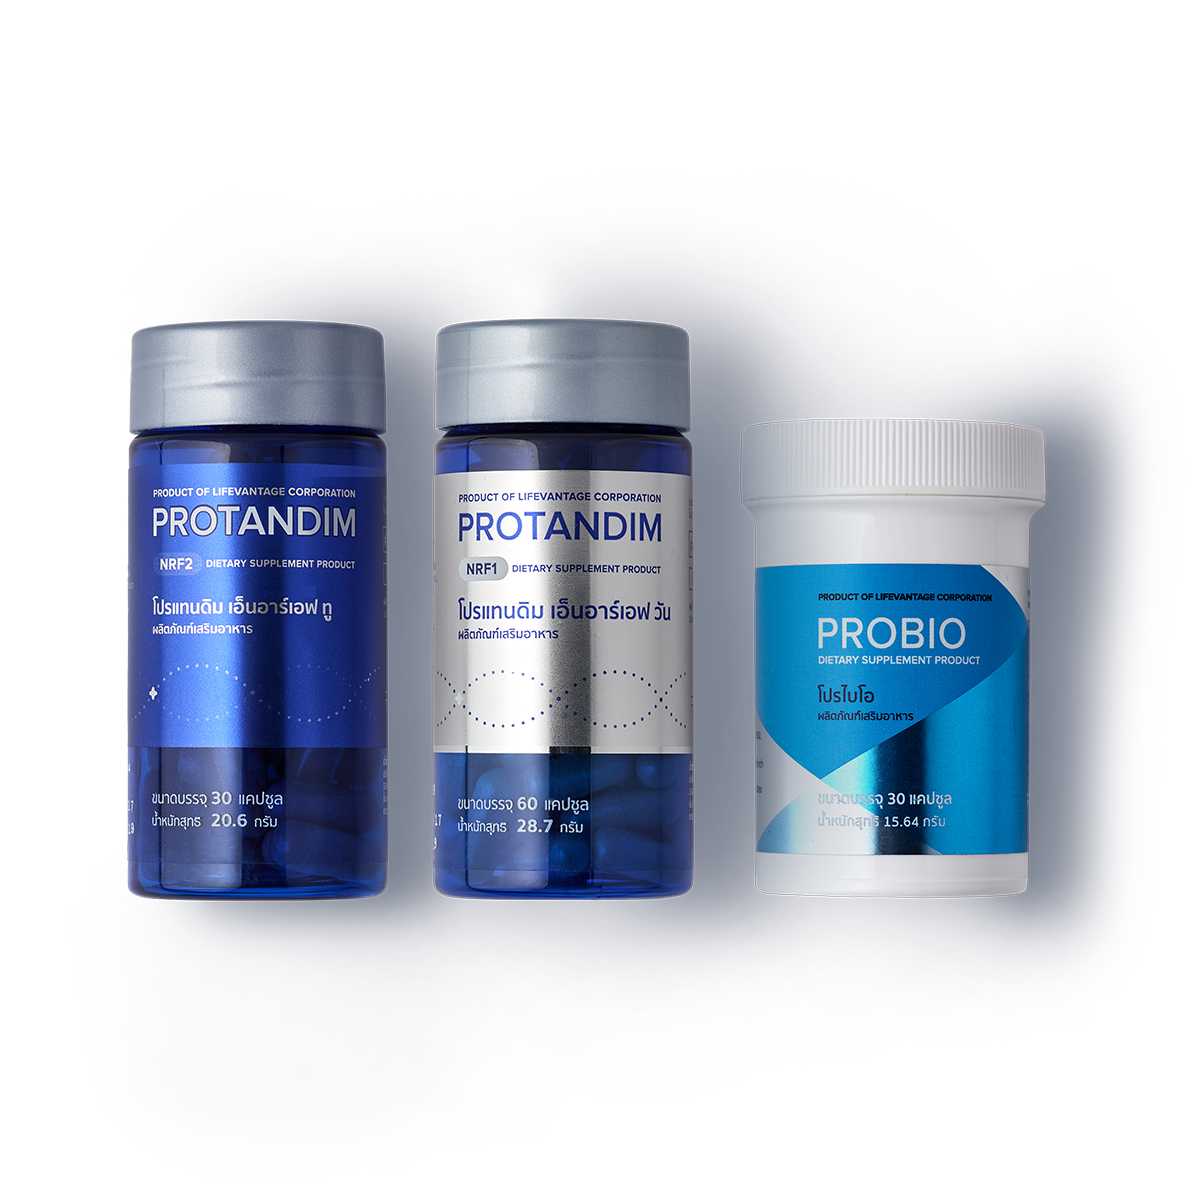 PRODUCT OF LIFEVANTAGE CORPORATION
PROTANDIM
NRF2 DIETARY SUPPLEMENT PRODUCT
โปรแทนดิม เอ็นอาร์เอฟ ทู
ผลิตภัณฑ์เสริมอาหาร
ขนาดบรรจุ 30 แคปซูล
น้ำหนักสุทธิ 20.6 กรัม
PRODUCT OF LIFEVANTAGE CORPORATION
PROTANDIM
NRF1 DIETARY SUPPLEMENT PRODUCT
โปรแทนดิม เอ็นอาร์เอฟ วัน
ผลิตภัณฑ์เสริมอาหาร
ขนาดบรรจุ 60 แคปซูล
น้ำหนักสุทธิ 28.7 กรัม
PRODUCT OF LIFEVANTAGE CORPORATION
PROBIO
DIETARY SUPPLEMENT PRODUCT
โปรไบโอ
ผลิตภัณฑ์เสริมอาหาร
ขนาดบรรจุ 30 แคปซูล
น้ำหนักสุทธิ 15.64 กรัม